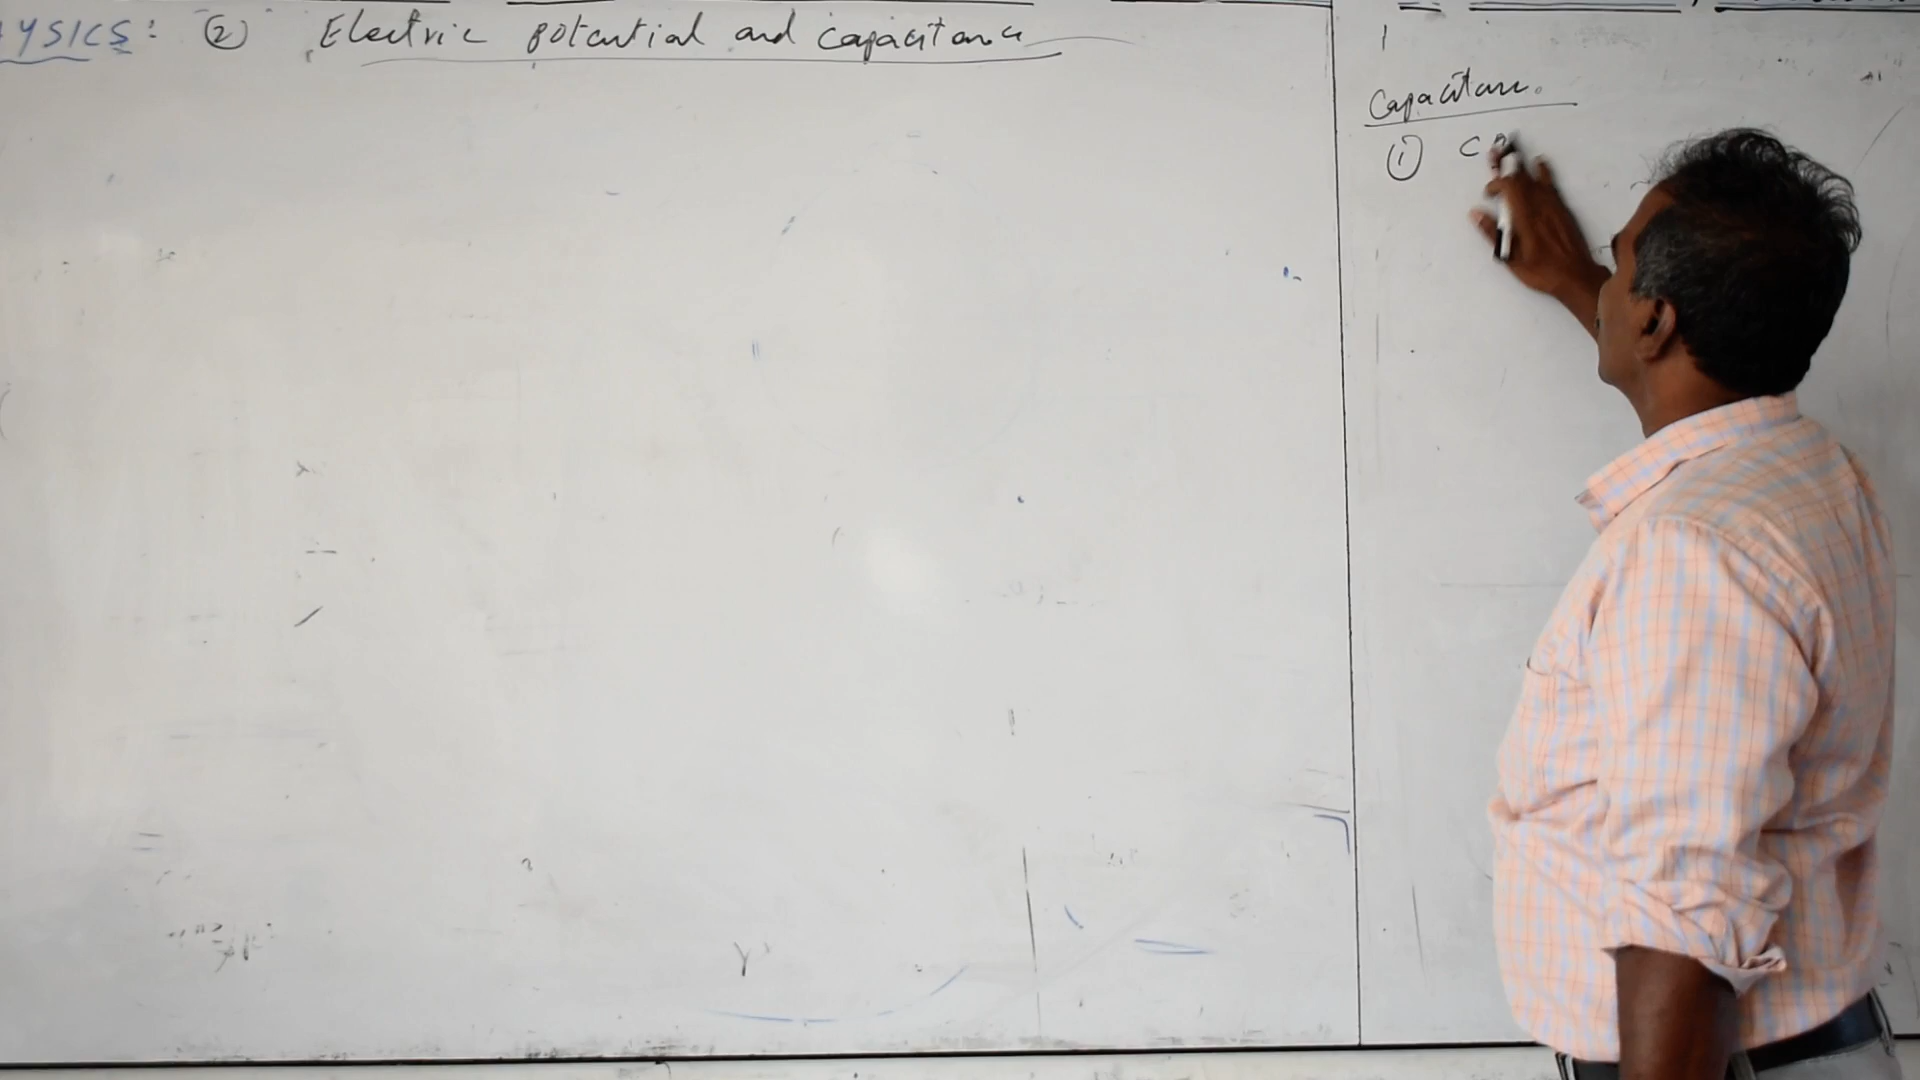 YSICS: ② Electric potential and capacitance
Capacitance.
① C